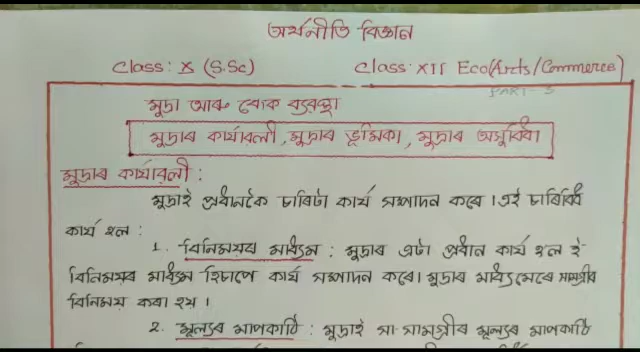 অৰ্থনীতি বিজ্ঞান
Class: X (S.Sc) Class: XII Eco(Arts/Commerce)
PART-3
মুদ্ৰা আৰু বেংক ব্যৱস্থা
মুদ্ৰাৰ কাৰ্যাৱলী, মুদ্ৰাৰ ভূমিকা, মুদ্ৰাৰ অসুবিধা
মুদ্ৰাৰ কাৰ্যাৱলী :
মুদ্ৰাই প্ৰধানকৈ চাৰিটা কাৰ্য সম্পাদন কৰে। এই চাৰিবিধ
কাৰ্য হ'ল :
1. বিনিময়ৰ মাধ্যম : মুদ্ৰাৰ এটা প্ৰধান কাৰ্য হ'ল ই
বিনিময়ৰ মাধ্যম হিচাপে কাৰ্য সম্পাদন কৰে। মুদ্ৰাৰ মাধ্যমেৰে সামগ্ৰীৰ
বিনিময় কৰা হয়।
2. মূল্যৰ মাপকাঠি : মুদ্ৰাই সা-সামগ্ৰীৰ মূল্যৰ মাপকাঠি